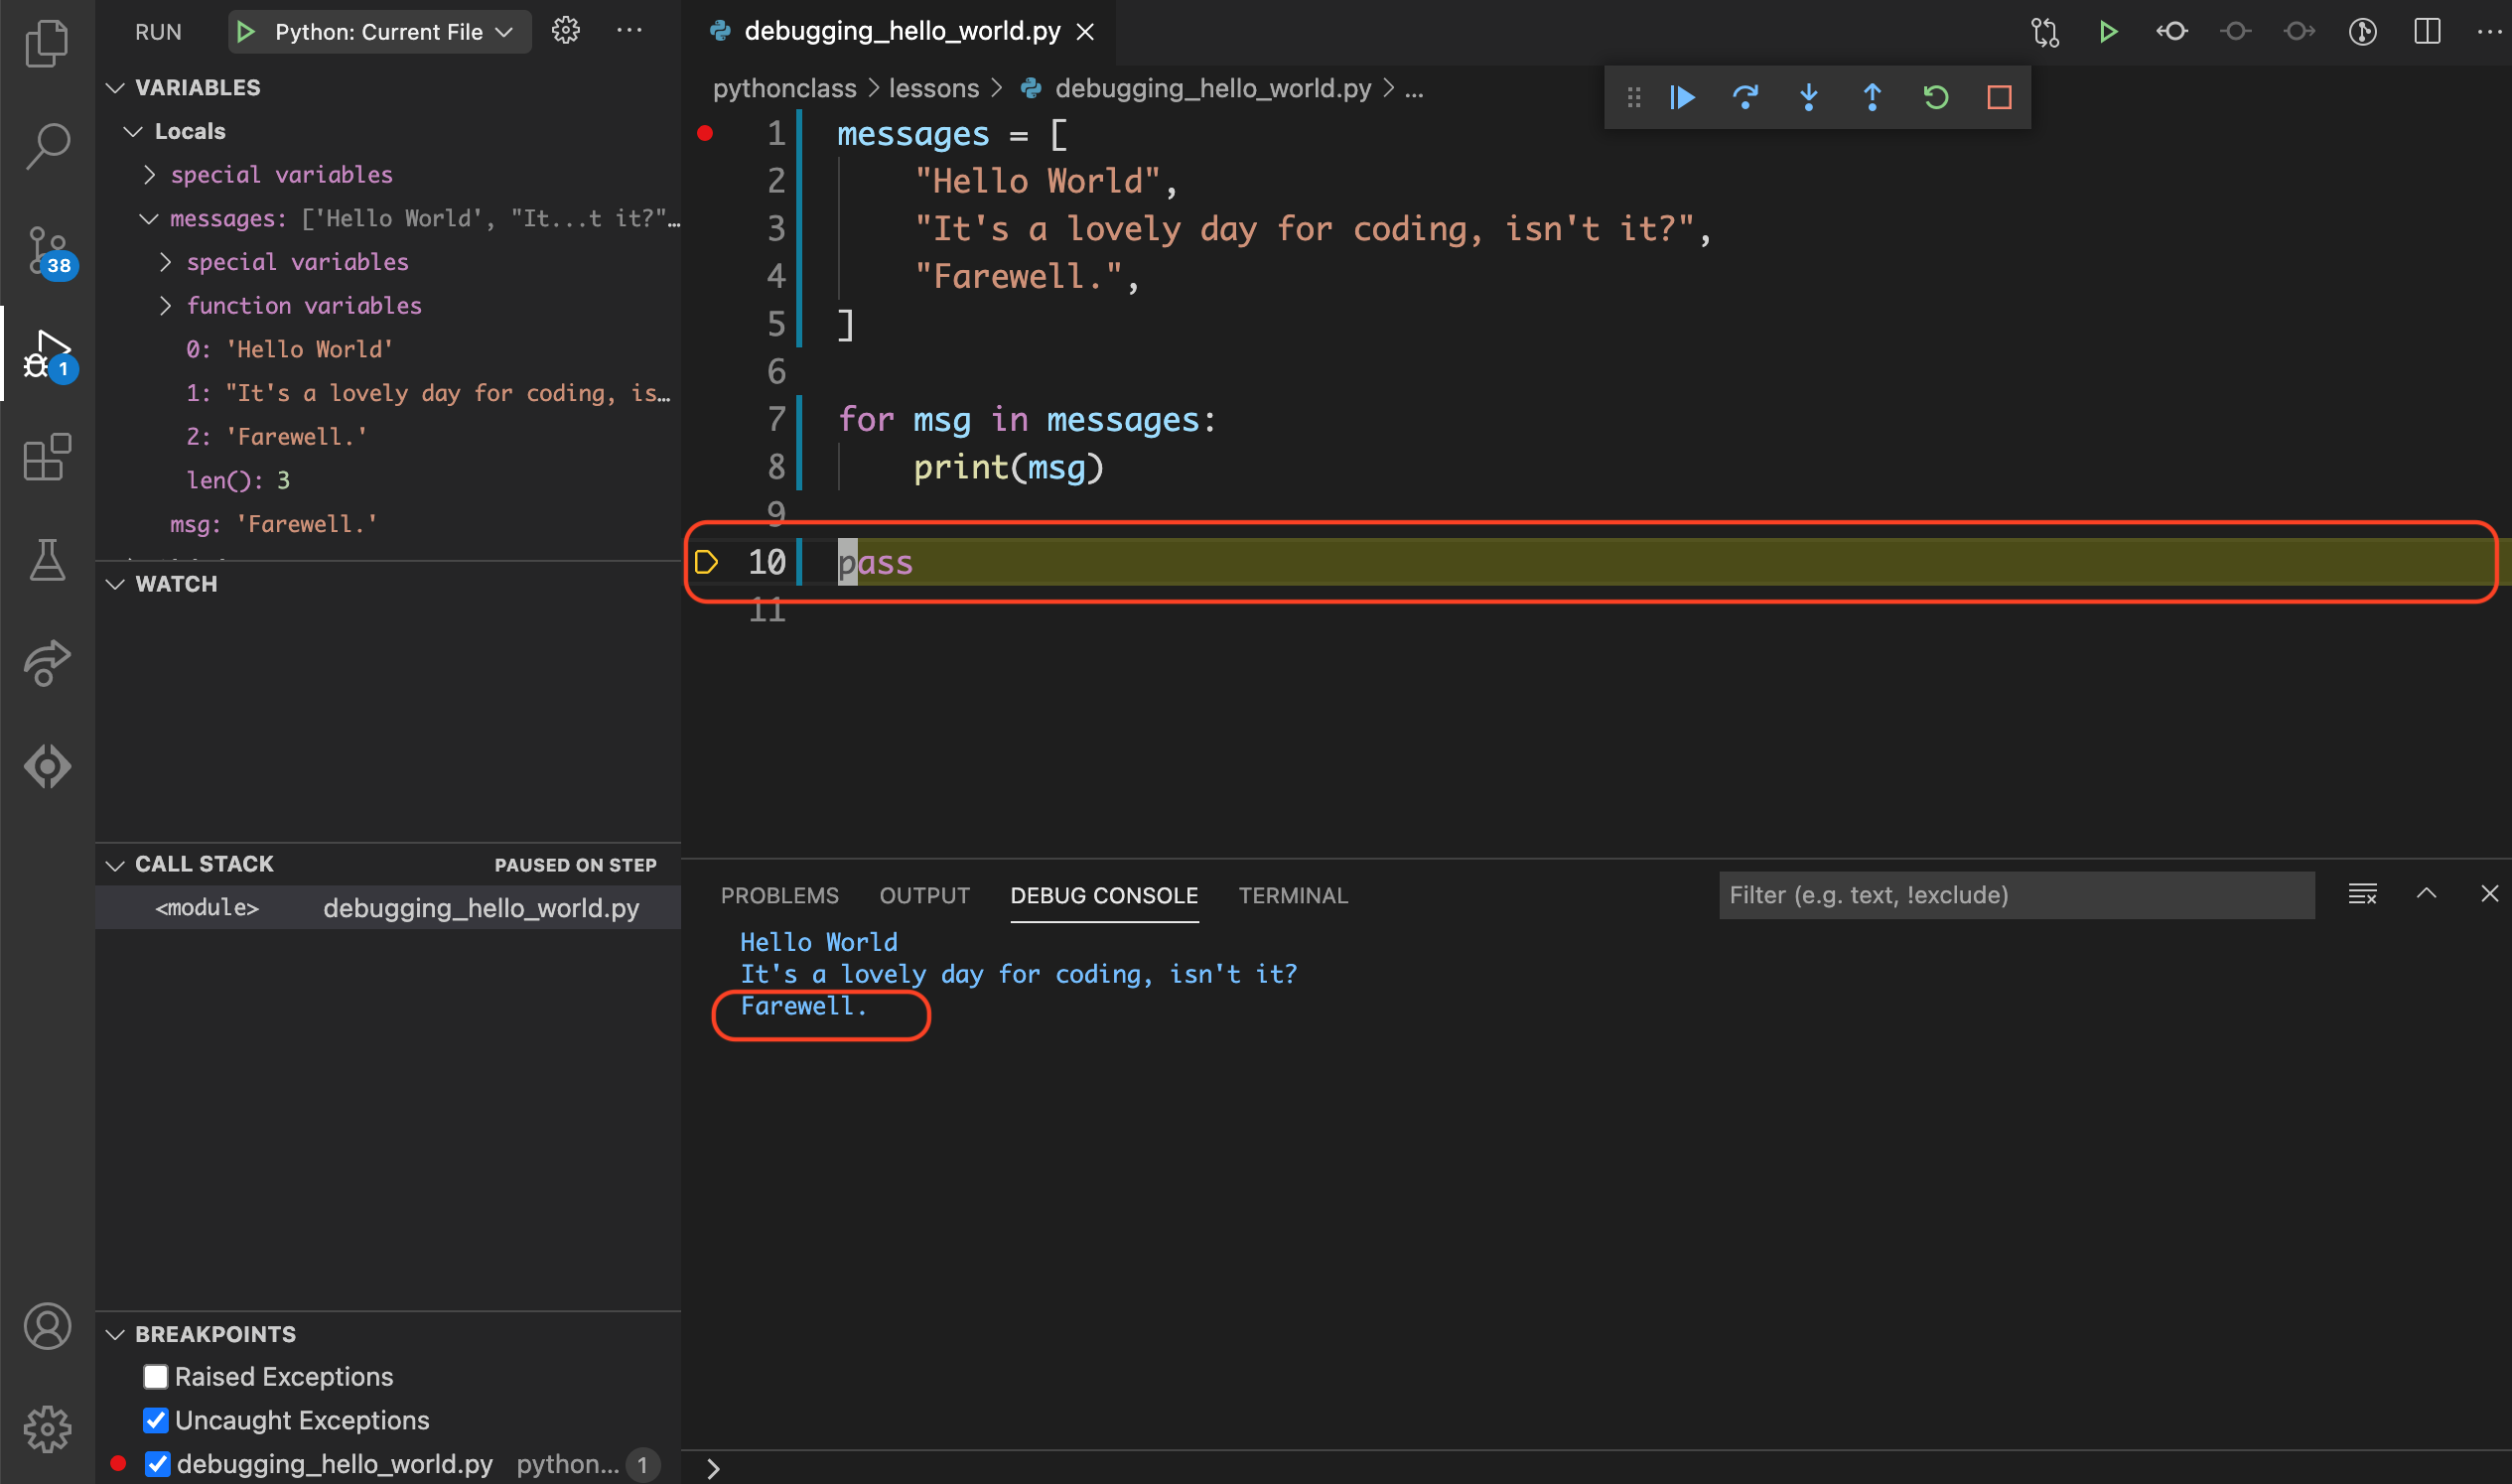 RUN
Python: Current File
VARIABLES
Locals
special variables
messages: ['Hello World', "It...t it?"…
special variables
function variables
0: 'Hello World'
1: "It's a lovely day for coding, is…
2: 'Farewell.'
len(): 3
msg: 'Farewell.'
WATCH
CALL STACK PAUSED ON STEP
<module> debugging_hello_world.py
BREAKPOINTS
Raised Exceptions
Uncaught Exceptions
debugging_hello_world.py python... 1
38
1
debugging_hello_world.py
pythonclass > lessons > debugging_hello_world.py > ...
1 messages = [
2 "Hello World",
3 "It's a lovely day for coding, isn't it?",
4 "Farewell.",
5 ]
6
7 for msg in messages:
8 print(msg)
9
10 pass
11
PROBLEMS OUTPUT DEBUG CONSOLE TERMINAL Filter (e.g. text, !exclude)
Hello World
It's a lovely day for coding, isn't it?
Farewell.
>